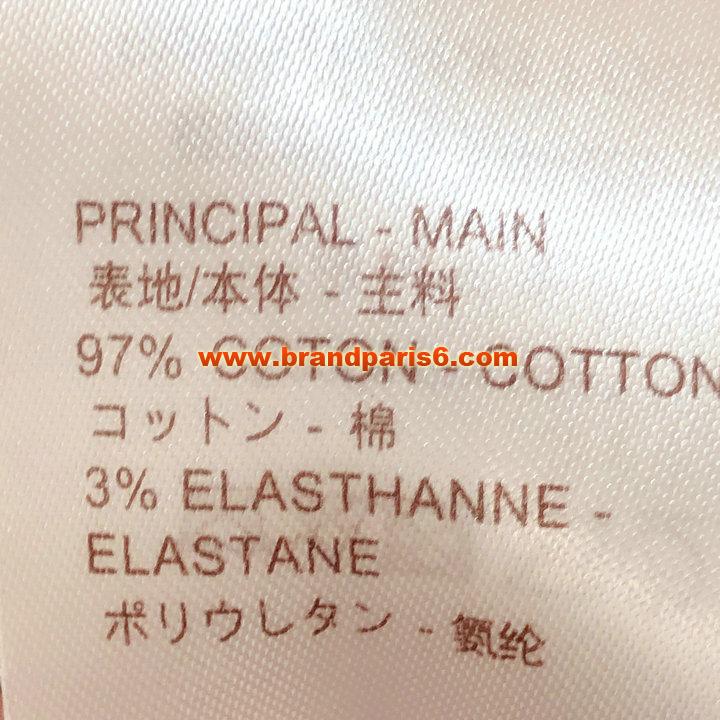 PRINCIPAL - MAIN
表地/本体 - 主料
97% COTON - COTTON
www.brandparis6.com
コットン - 棉
3% ELASTHANNE -
ELASTANE
ポリウレタン - 氨纶